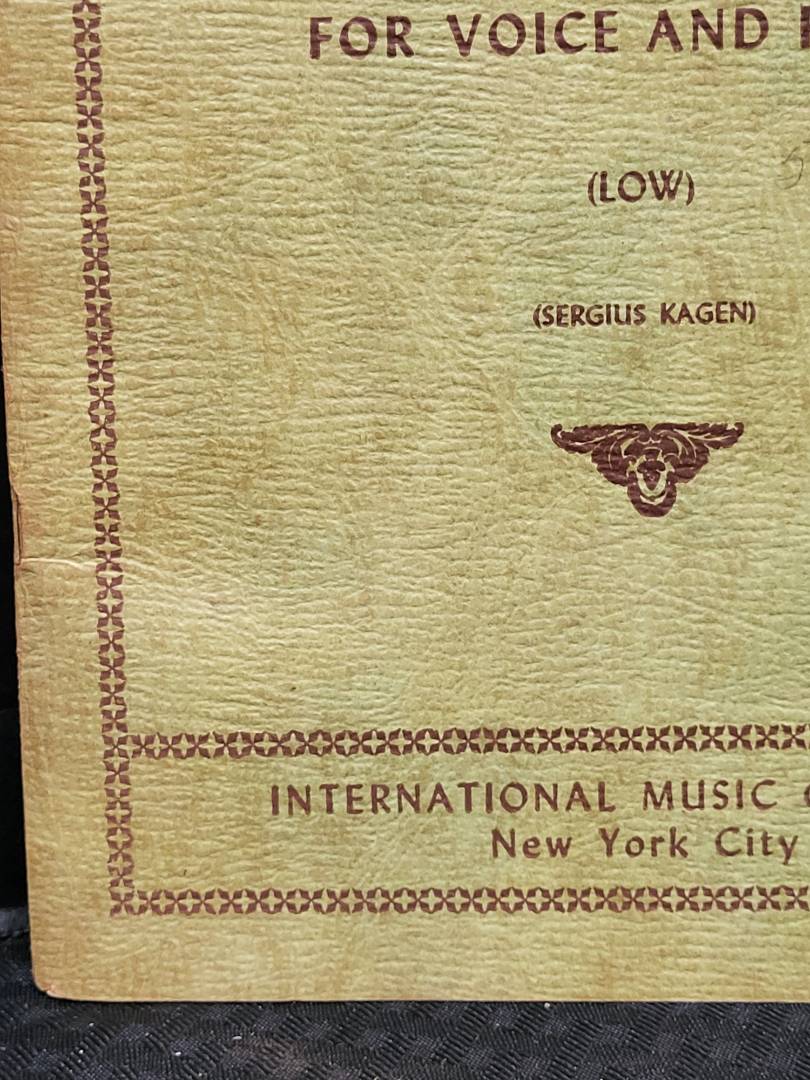 FOR VOICE AND
(LOW)
(SERGIUS KAGEN)
INTERNATIONAL MUSIC
New York City